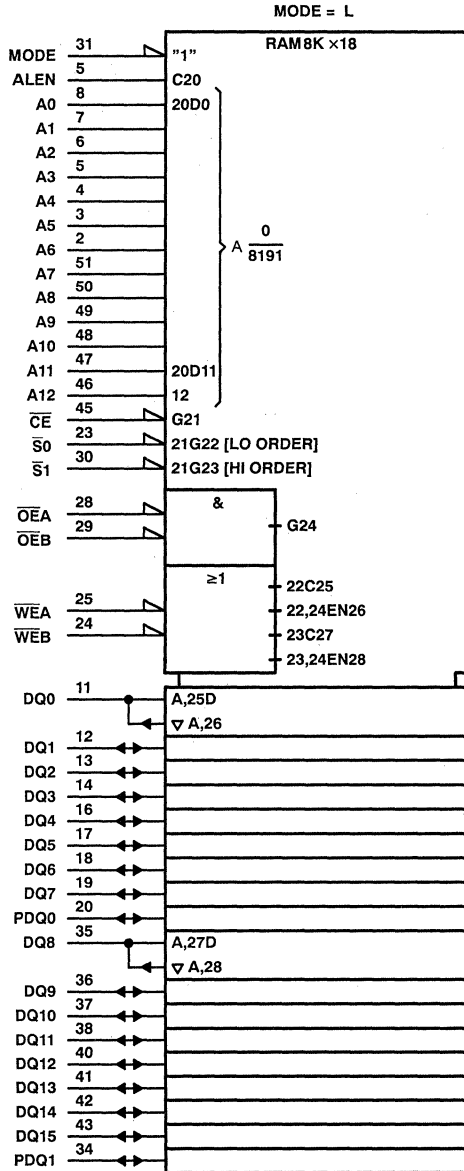 MODE = L
RAM 8K ×18
MODE 31 "1"
ALEN 5 C20
A0 8 20D0
A1 7
A2 6
A3 5
A4 4
A5 3
A6 2
A 0
8191
A7 51
A8 50
A9 49
A10 48
A11 47 20D11
A12 46 12
CE 45 G21
S0 23 21G22 [LO ORDER]
S1 30 21G23 [HI ORDER]
&
OEA 28
G24
OEB 29
≥1
22C25
WEA 25 22,24EN26
WEB 24 23C27
23,24EN28
DQ0 11 A,25D
▽ A,26
DQ1 12
DQ2 13
DQ3 14
DQ4 16
DQ5 17
DQ6 18
DQ7 19
PDQ0 20
DQ8 35 A,27D
▽ A,28
DQ9 36
DQ10 37
DQ11 38
DQ12 40
DQ13 41
DQ14 42
DQ15 43
PDQ1 34